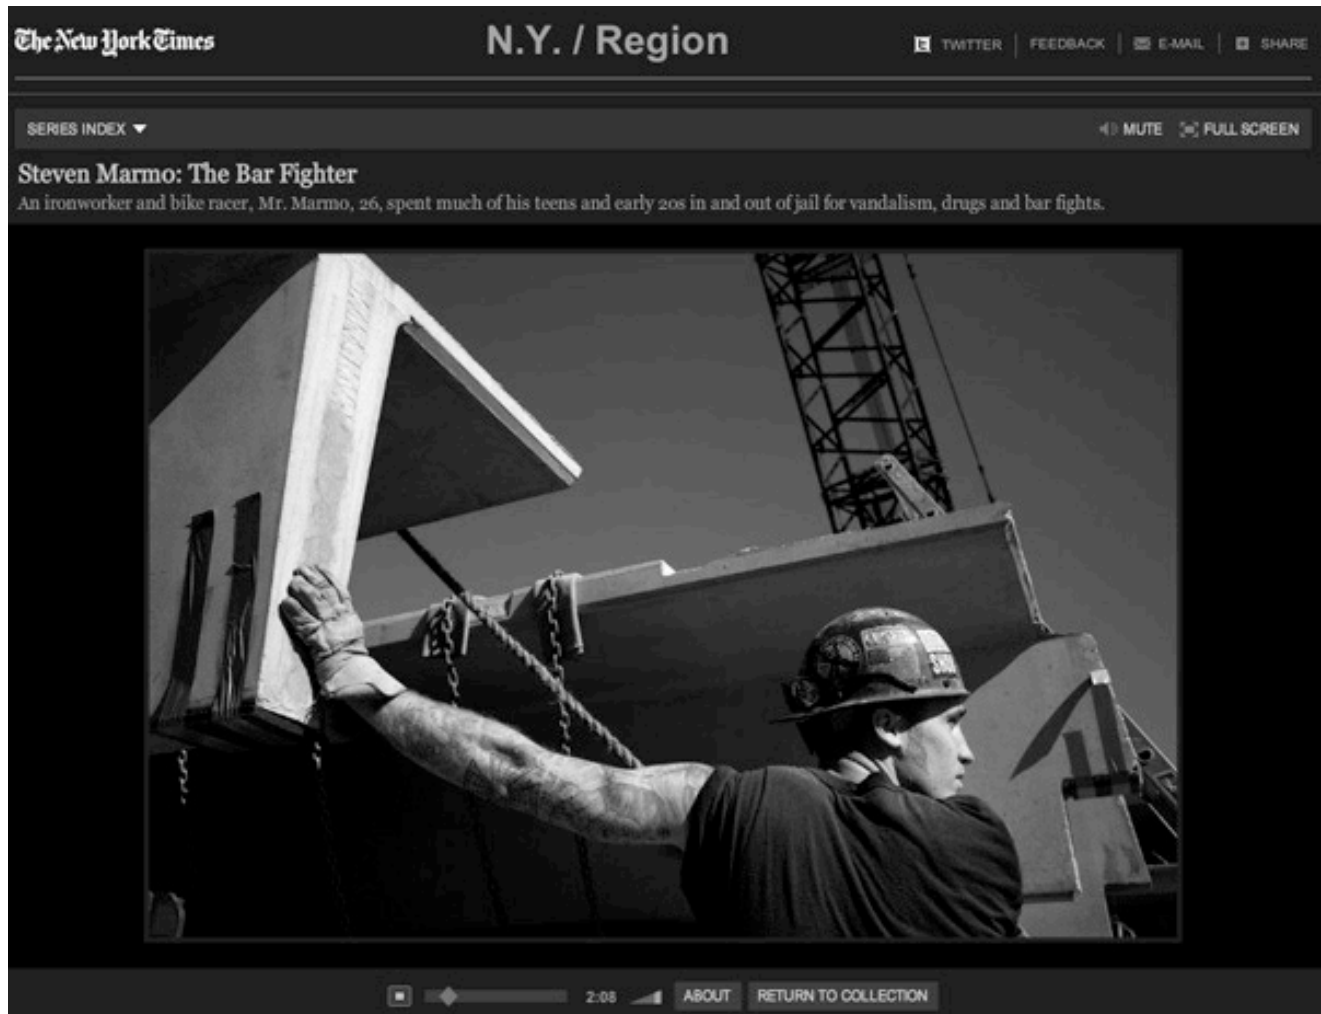 The New York Times
N.Y. / Region
TWITTER
FEEDBACK
E-MAIL
SHARE
SERIES INDEX
MUTE
FULL SCREEN
Steven Marmo: The Bar Fighter
An ironworker and bike racer, Mr. Marmo, 26, spent much of his teens and early 20s in and out of jail for vandalism, drugs and bar fights.
2:08
ABOUT
RETURN TO COLLECTION